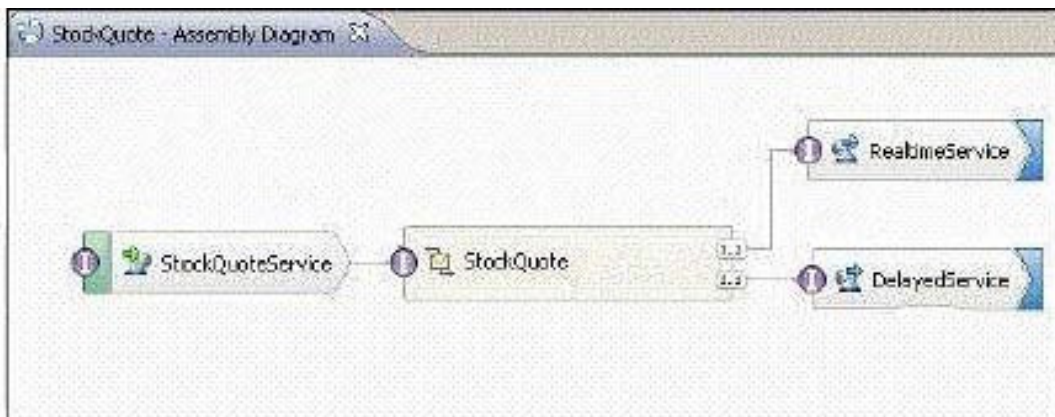 StockQuote - Assembly Diagram
RealtimeService
StockQuoteService
StockQuote
1..1
DelayedService
1..1